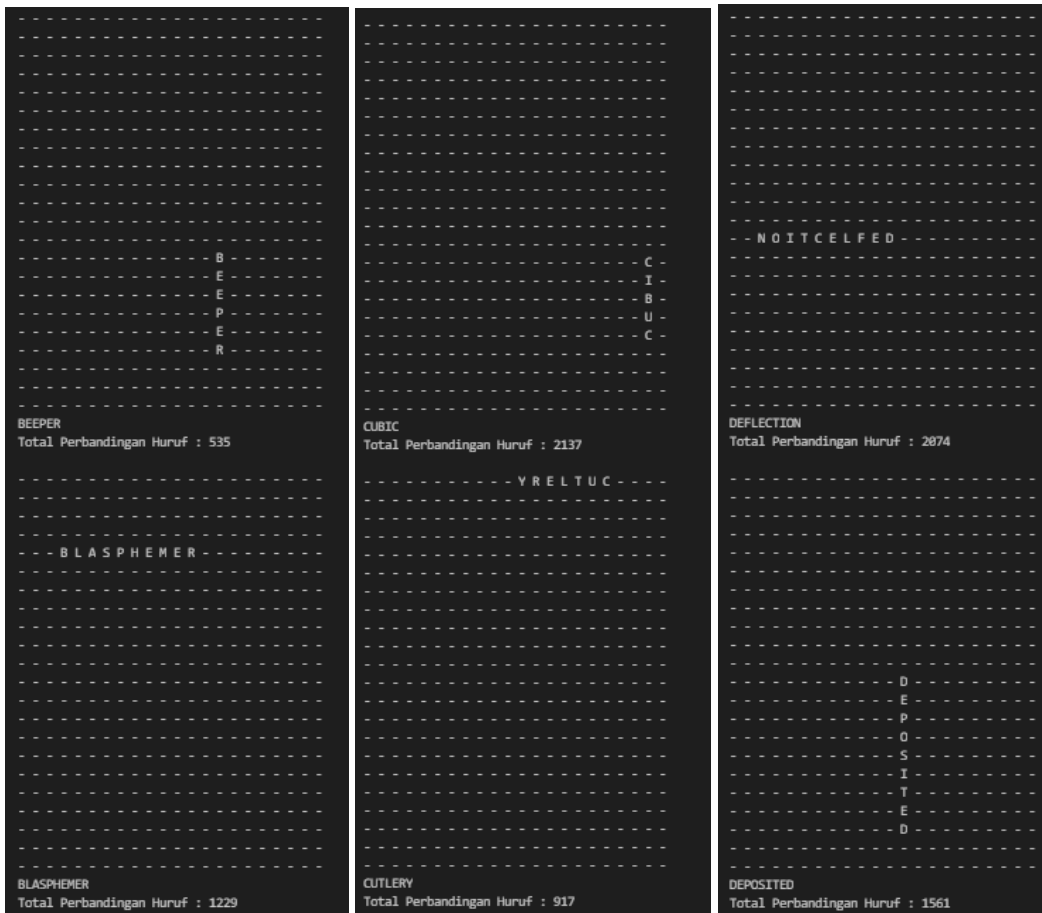 B
E
E
P
E
R
BEEPER
Total Perbandingan Huruf : 535
- - - B L A S P H E M E R - - - - - - - - -
BLASPHEMER
Total Perbandingan Huruf : 1229
C
I
B
U
C
CUBIC
Total Perbandingan Huruf : 2137
- - - - - - - - - - - Y R E L T U C - - - -
CUTLERY
Total Perbandingan Huruf : 917
- - N O I T C E L F E D - - - - - - - - - -
DEFLECTION
Total Perbandingan Huruf : 2074
D
E
P
O
S
I
T
E
D
DEPOSITED
Total Perbandingan Huruf : 1561